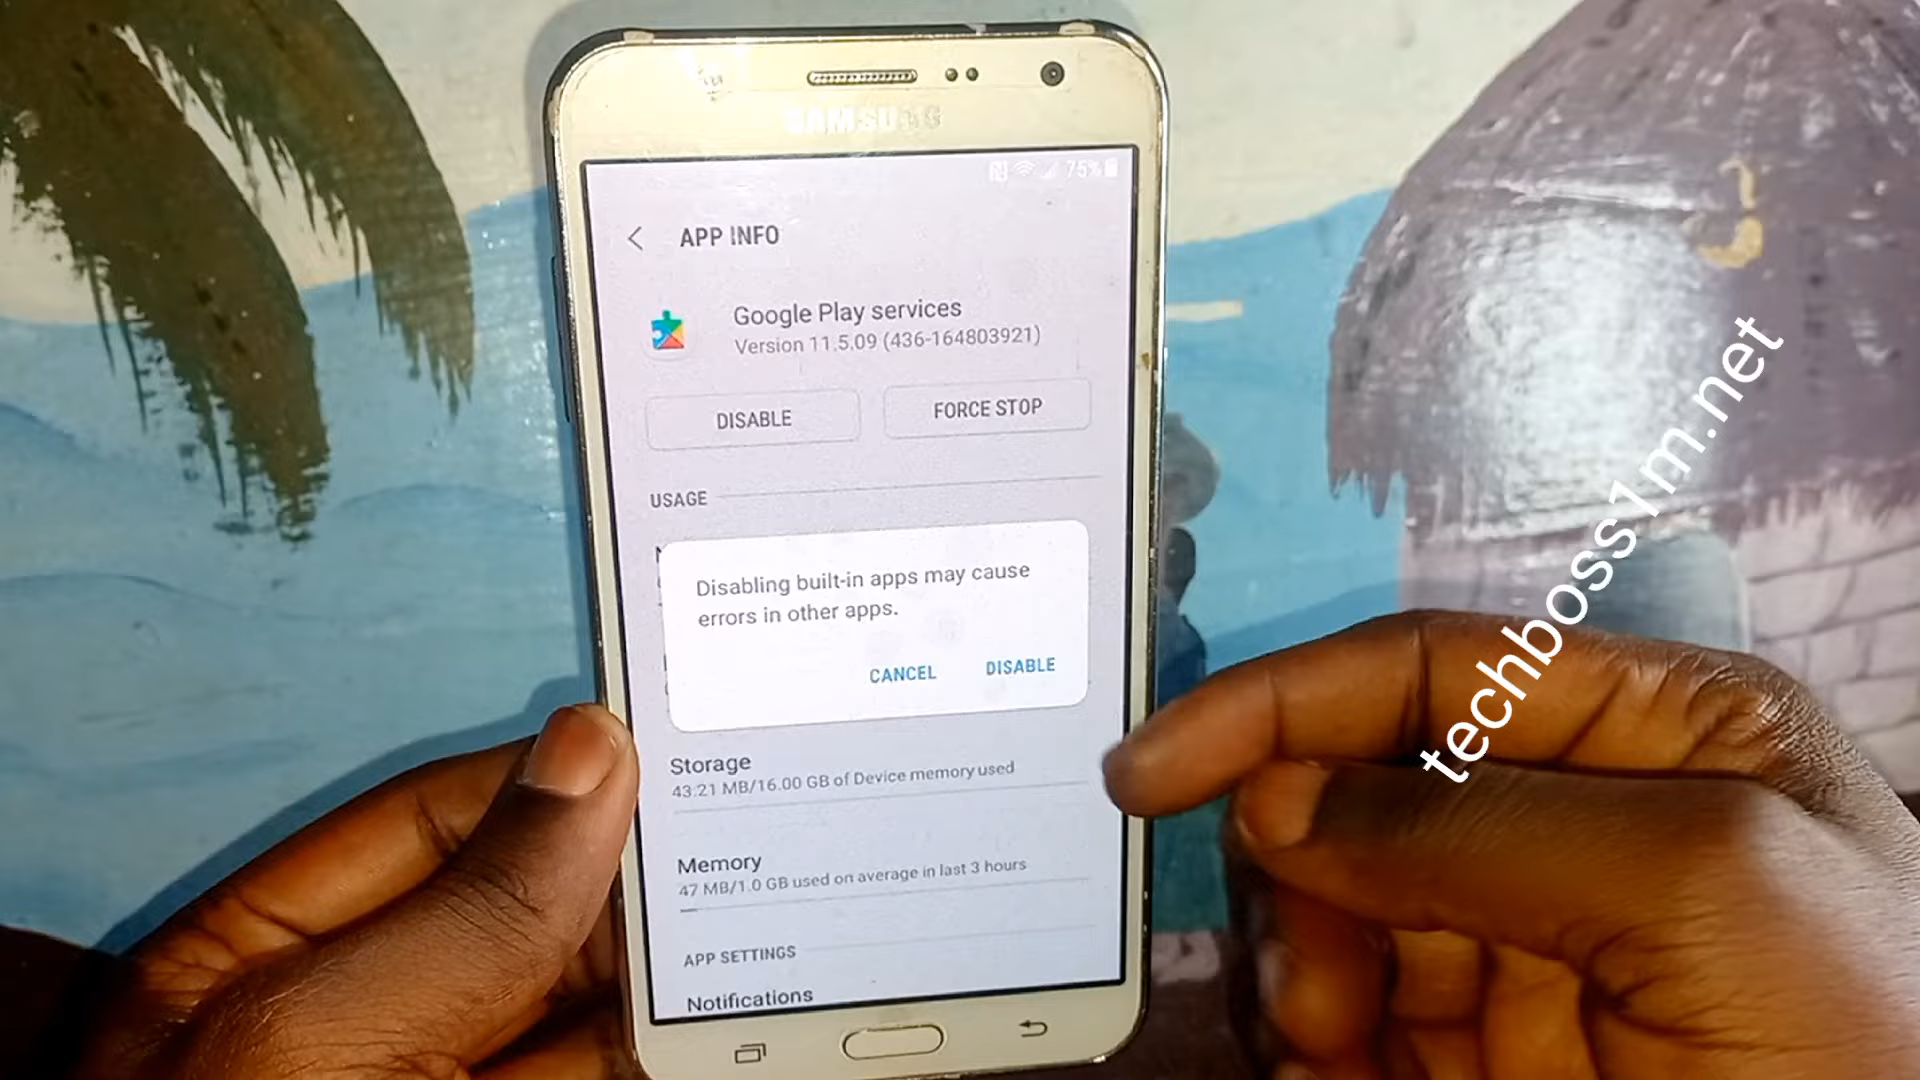 SAMSUNG
75%
APP INFO
Google Play services
Version 11.5.09 (436-164803921)
DISABLE
FORCE STOP
USAGE
Disabling built-in apps may cause
errors in other apps.
CANCEL
DISABLE
Storage
43.21 MB/16.00 GB of Device memory used
Memory
47 MB/1.0 GB used on average in last 3 hours
APP SETTINGS
Notifications
techboss1m.net